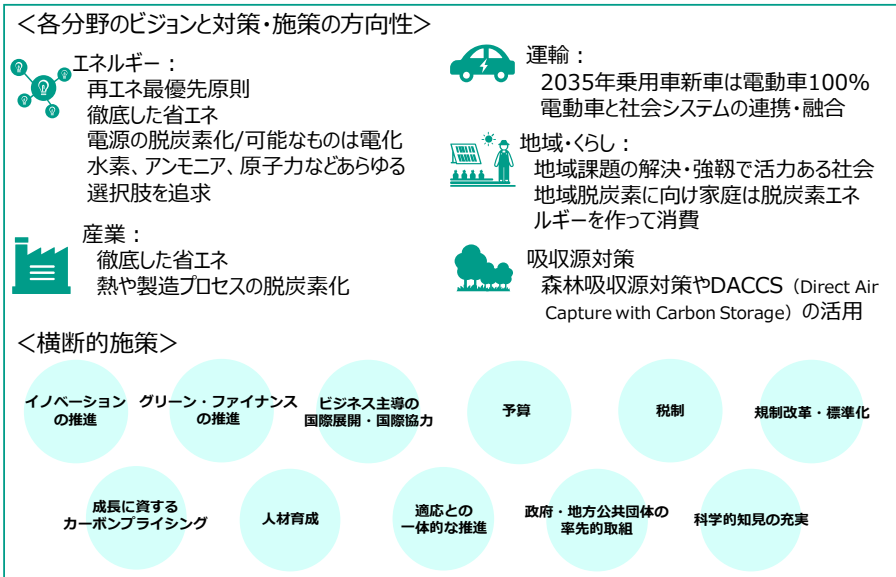 ＜各分野のビジョンと対策・施策の方向性＞
エネルギー：
再エネ最優先原則
徹底した省エネ
電源の脱炭素化/可能なものは電化
水素、アンモニア、原子力などあらゆる
選択肢を追求
産業：
徹底した省エネ
熱や製造プロセスの脱炭素化
運輸：
2035年乗用車新車は電動車100%
電動車と社会システムの連携・融合
地域・くらし：
地域課題の解決・強靱で活力ある社会
地域脱炭素に向け家庭は脱炭素エネ
ルギーを作って消費
吸収源対策
森林吸収源対策やDACCS（Direct Air
Capture with Carbon Storage）の活用
＜横断的施策＞
イノベーション
の推進
グリーン・ファイナンス
の推進
ビジネス主導の
国際展開・国際協力
予算
税制
規制改革・標準化
成長に資する
カーボンプライシング
人材育成
適応との
一体的な推進
政府・地方公共団体の
率先的取組
科学的知見の充実